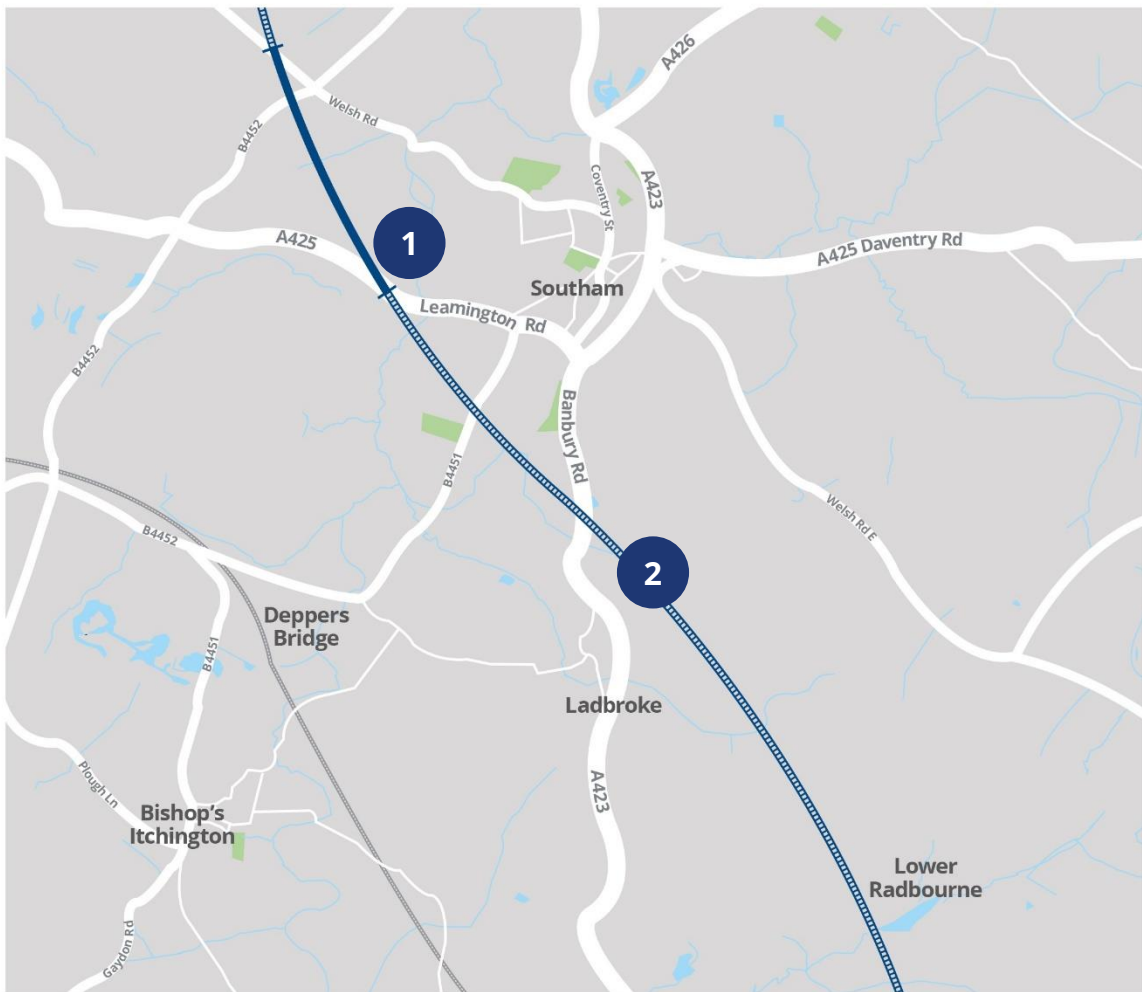 A426
Welsh Rd
B4452
Coventry St
A423
1
A425
A425 Daventry Rd
Southam
Leamington Rd
B4452
Banbury Rd
B4451
Welsh Rd E
B4452
2
Deppers
Bridge
B4451
Ladbroke
Plough Ln
A423
Bishop's
Itchington
Lower
Radbourne
Gaydon Rd